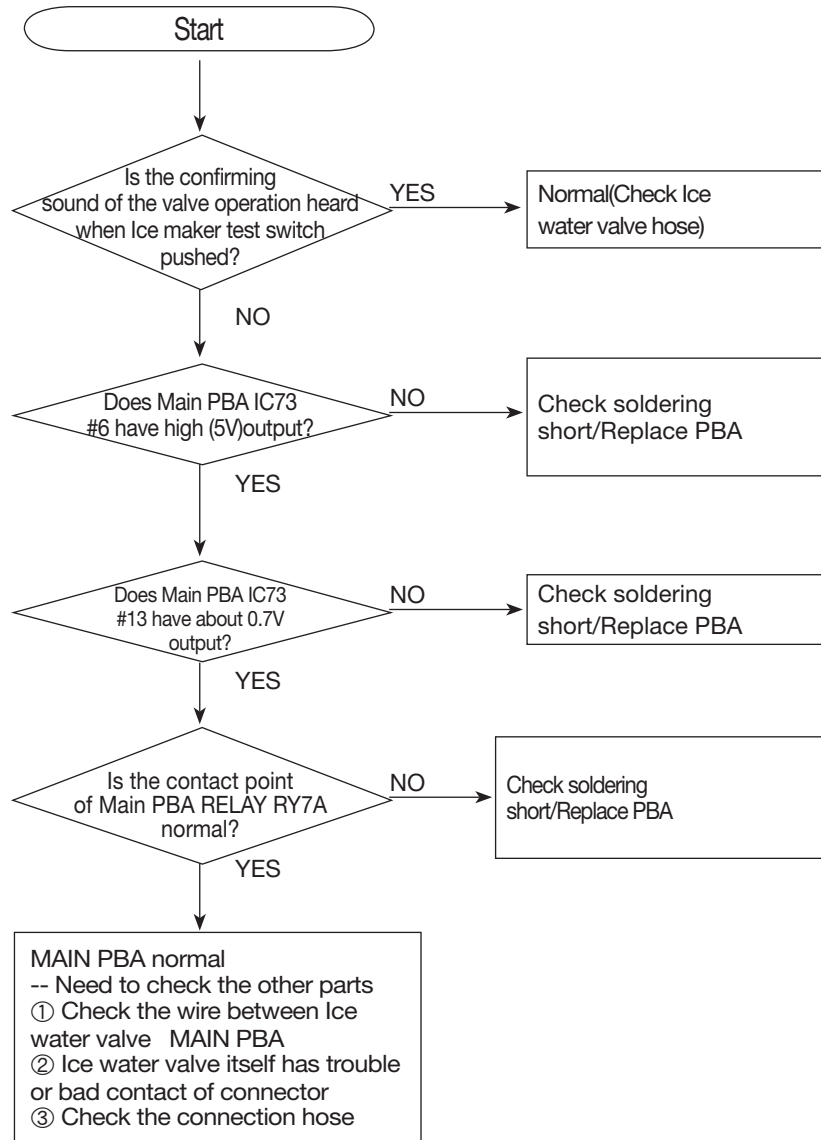 Start
Is the confirming
sound of the valve operation heard
when Ice maker test switch
pushed?
YES
Normal(Check Ice
water valve hose)
NO
Does Main PBA IC73
#6 have high (5V)output?
NO
Check soldering
short/Replace PBA
YES
Does Main PBA IC73
#13 have about 0.7V
output?
NO
Check soldering
short/Replace PBA
YES
Is the contact point
of Main PBA RELAY RY7A
normal?
NO
Check soldering
short/Replace PBA
YES
MAIN PBA normal
-- Need to check the other parts
① Check the wire between Ice
water valve MAIN PBA
② Ice water valve itself has trouble
or bad contact of connector
③ Check the connection hose